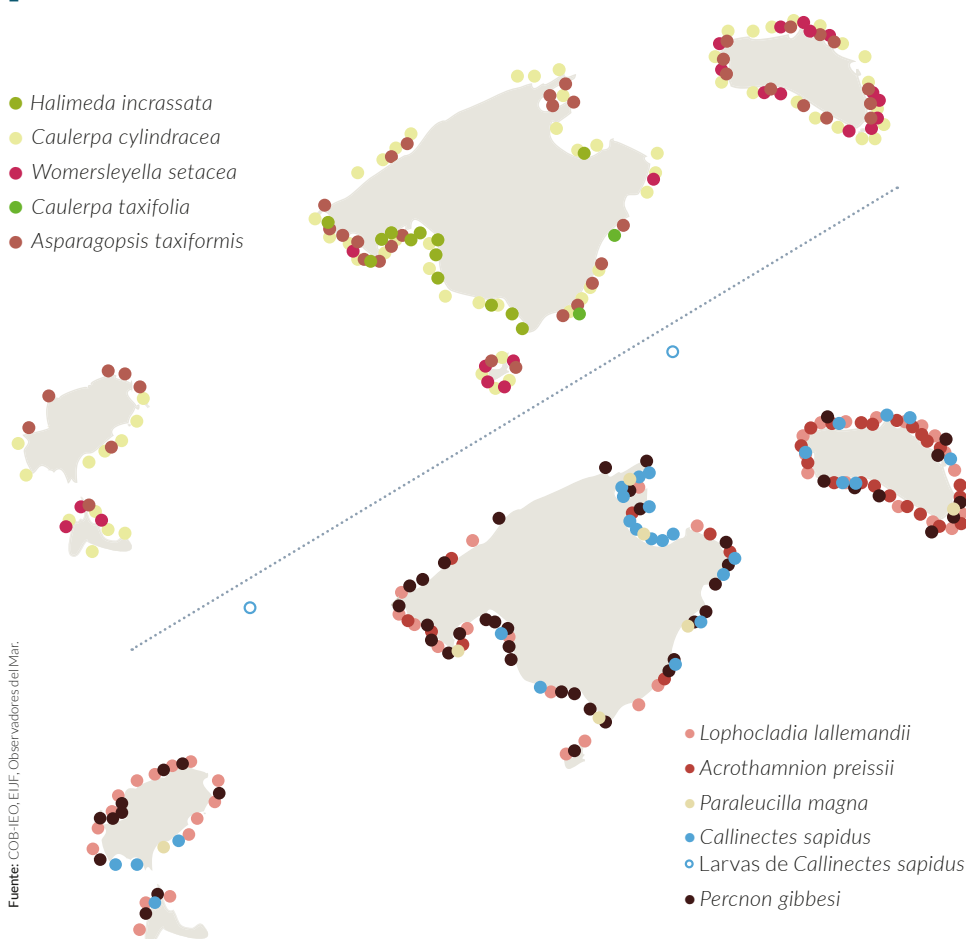 Halimeda incrassata
Caulerpa cylindracea
Womersleyella setacea
Caulerpa taxifolia
Asparagopsis taxiformis
Fuente: COB-IEO, EIJF, Observadores del Mar.
Lophocladia lallemandii
Acrothamnion preissii
Paraleucilla magna
Callinectes sapidus
Larvas de Callinectes sapidus
Percnon gibbesi